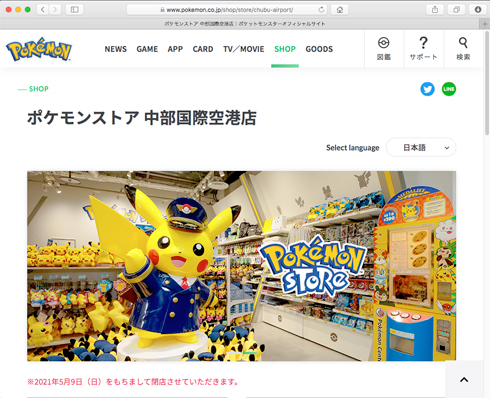 www.pokemon.co.jp/shop/store/chubu-airport/
ポケモンストア 中部国際空港店｜ポケットモンスターオフィシャルサイト
POKÉMON
NEWS GAME APP CARD TV／MOVIE SHOP GOODS
図鑑 サポート 検索
SHOP
LINE
ポケモンストア 中部国際空港店
Select language 日本語
POKÉMON
STORE
Pokémon Cente
※2021年5月9日（日）をもちまして閉店させていただきます。